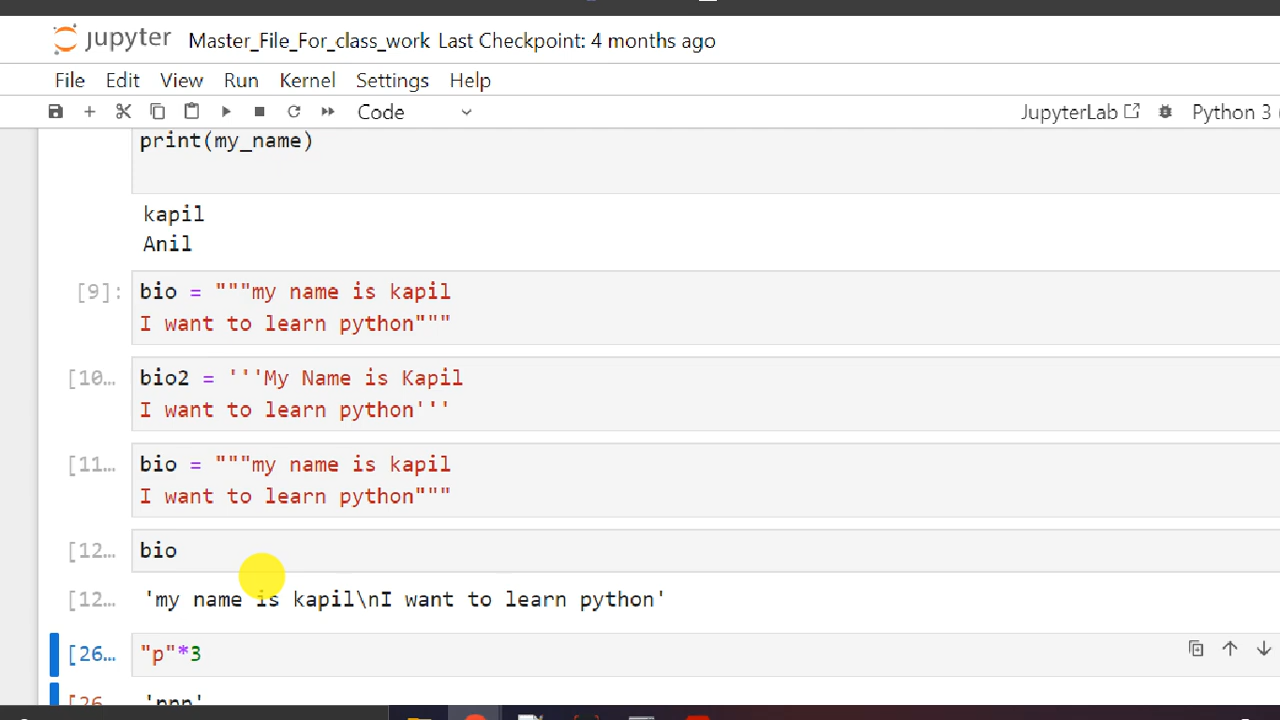 jupyter Master_File_For_class_work Last Checkpoint: 4 months ago
File Edit View Run Kernel Settings Help
Code JupyterLab Python 3 (
print(my_name)
kapil
Anil
[9]: bio = """my name is kapil
I want to learn python"""
[10… bio2 = '''My Name is Kapil
I want to learn python'''
[11… bio = """my name is kapil
I want to learn python"""
[12… bio
[12… 'my name is kapil\nI want to learn python'
[26… "p"*3
[26 'ppp'